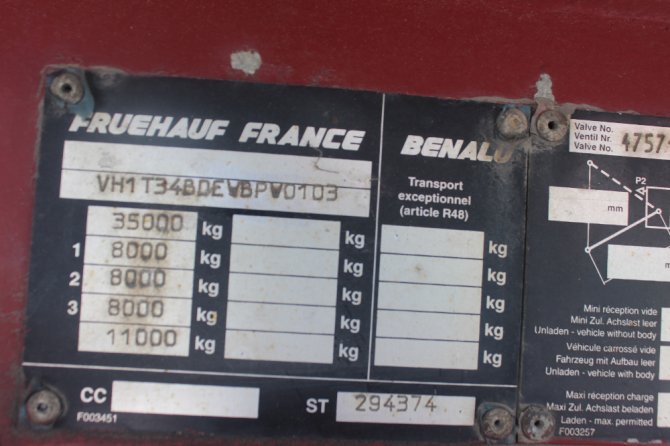 FRUEHAUF FRANCE
VH1T34BDEVBPV0103
35000 kg kg
1 8000 kg kg
2 8000 kg kg
3 8000 kg kg
11000 kg kg
CC
F003451
ST 294374
BENALU
Transport
exceptionnel
(article R48)
kg
kg
kg
kg
kg
Valve No.
Ventil Nr.
Valve No.
4757
P2
mm
m
Mini réception vide
Mini Zul. Achslast leer
Unladen - vehicle without body
Véhicule carrossé vide
Fahrzeug mit Aufbau leer
Unladen - vehicle with body
Maxi réception charge
Maxi Zul. Achslast beladen
Laden - max. permitted
F003257